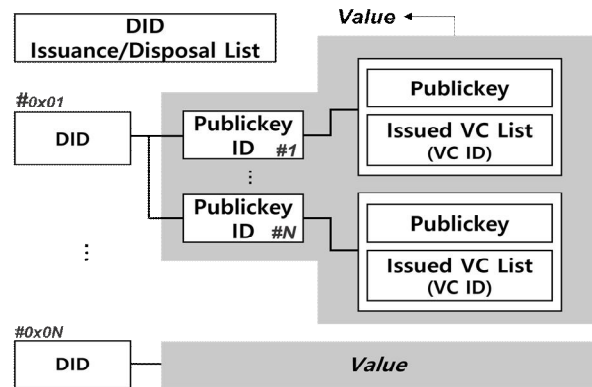 DID
Issuance/Disposal List
Value
#0x01
DID
Publickey
ID #1
⋮
Publickey
ID #N
Publickey
Issued VC List
(VC ID)
Publickey
Issued VC List
(VC ID)
⋮
#0x0N
DID
Value